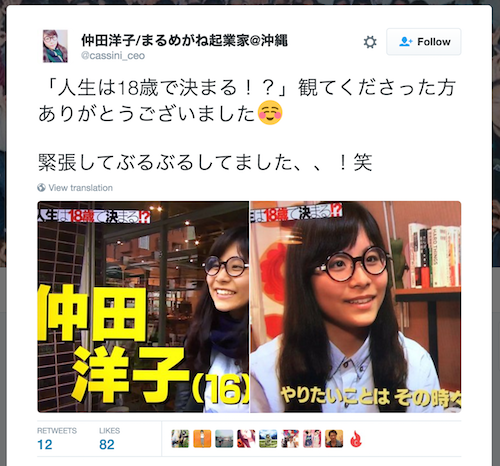 仲田洋子/まるめがね起業家@沖縄
@cassini_ceo
Follow
「人生は18歳で決まる！？」観てくださった方
ありがとうございました
緊張してぶるぶるしてました、、！笑
View translation
人生は18歳で決まる!?
仲田
洋子(16)
は18歳で決まる!?
HARD THINGS
やりたいことは その時々
RETWEETS
12
LIKES
82